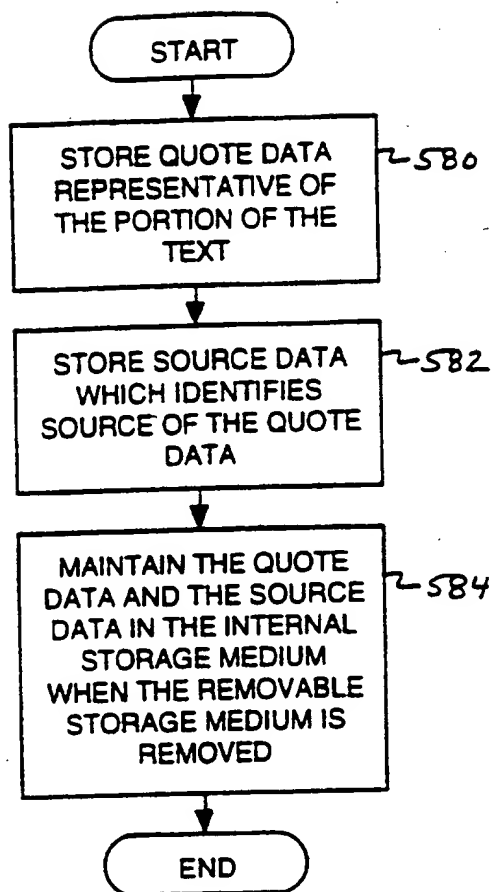 START
STORE QUOTE DATA
REPRESENTATIVE OF
THE PORTION OF THE
TEXT
580
STORE SOURCE DATA
WHICH IDENTIFIES
SOURCE OF THE QUOTE
DATA
582
MAINTAIN THE QUOTE
DATA AND THE SOURCE
DATA IN THE INTERNAL
STORAGE MEDIUM
WHEN THE REMOVABLE
STORAGE MEDIUM IS
REMOVED
584
END